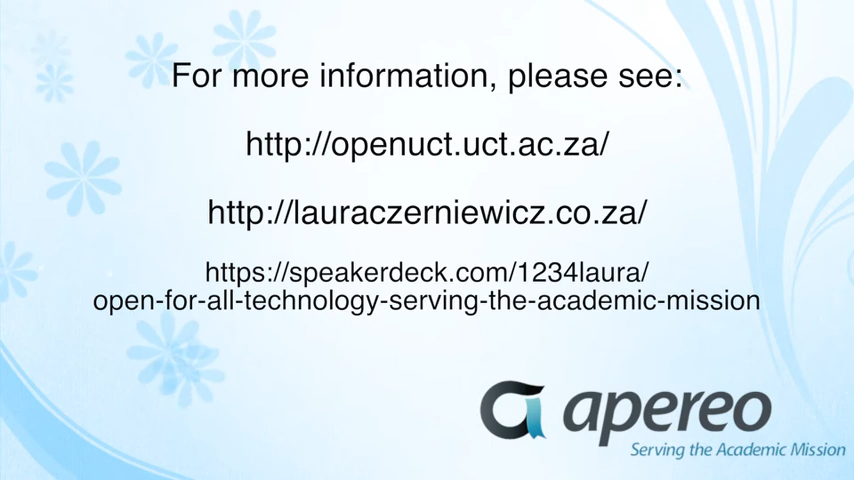 For more information, please see:
http://openuct.uct.ac.za/
http://lauraczerniewicz.co.za/
https://speakerdeck.com/1234laura/
open-for-all-technology-serving-the-academic-mission
apereo
Serving the Academic Mission